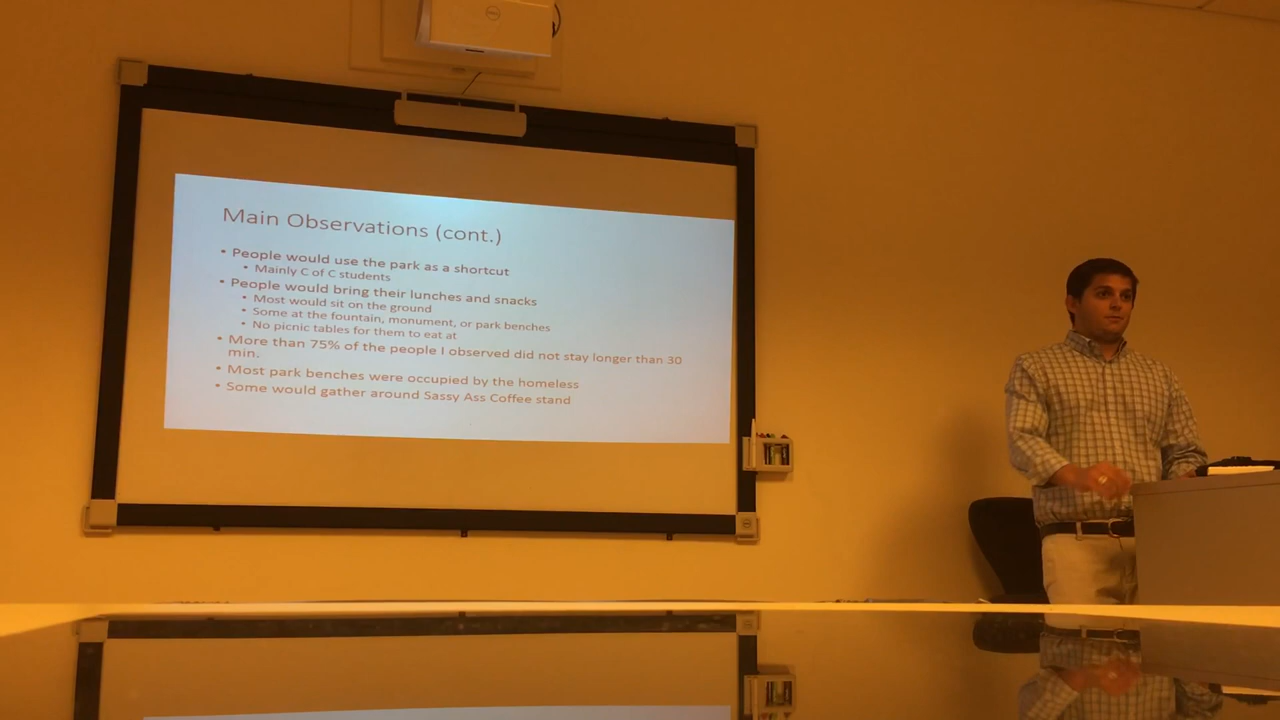 Main Observations (cont.)
• People would use the park as a shortcut
• Mainly C of C students
• People would bring their lunches and snacks
• Most would sit on the ground
• Some at the fountain, monument, or park benches
• No picnic tables for them to eat at
• More than 75% of the people I observed did not stay longer than 30
min.
• Most park benches were occupied by the homeless
• Some would gather around Sassy Ass Coffee stand